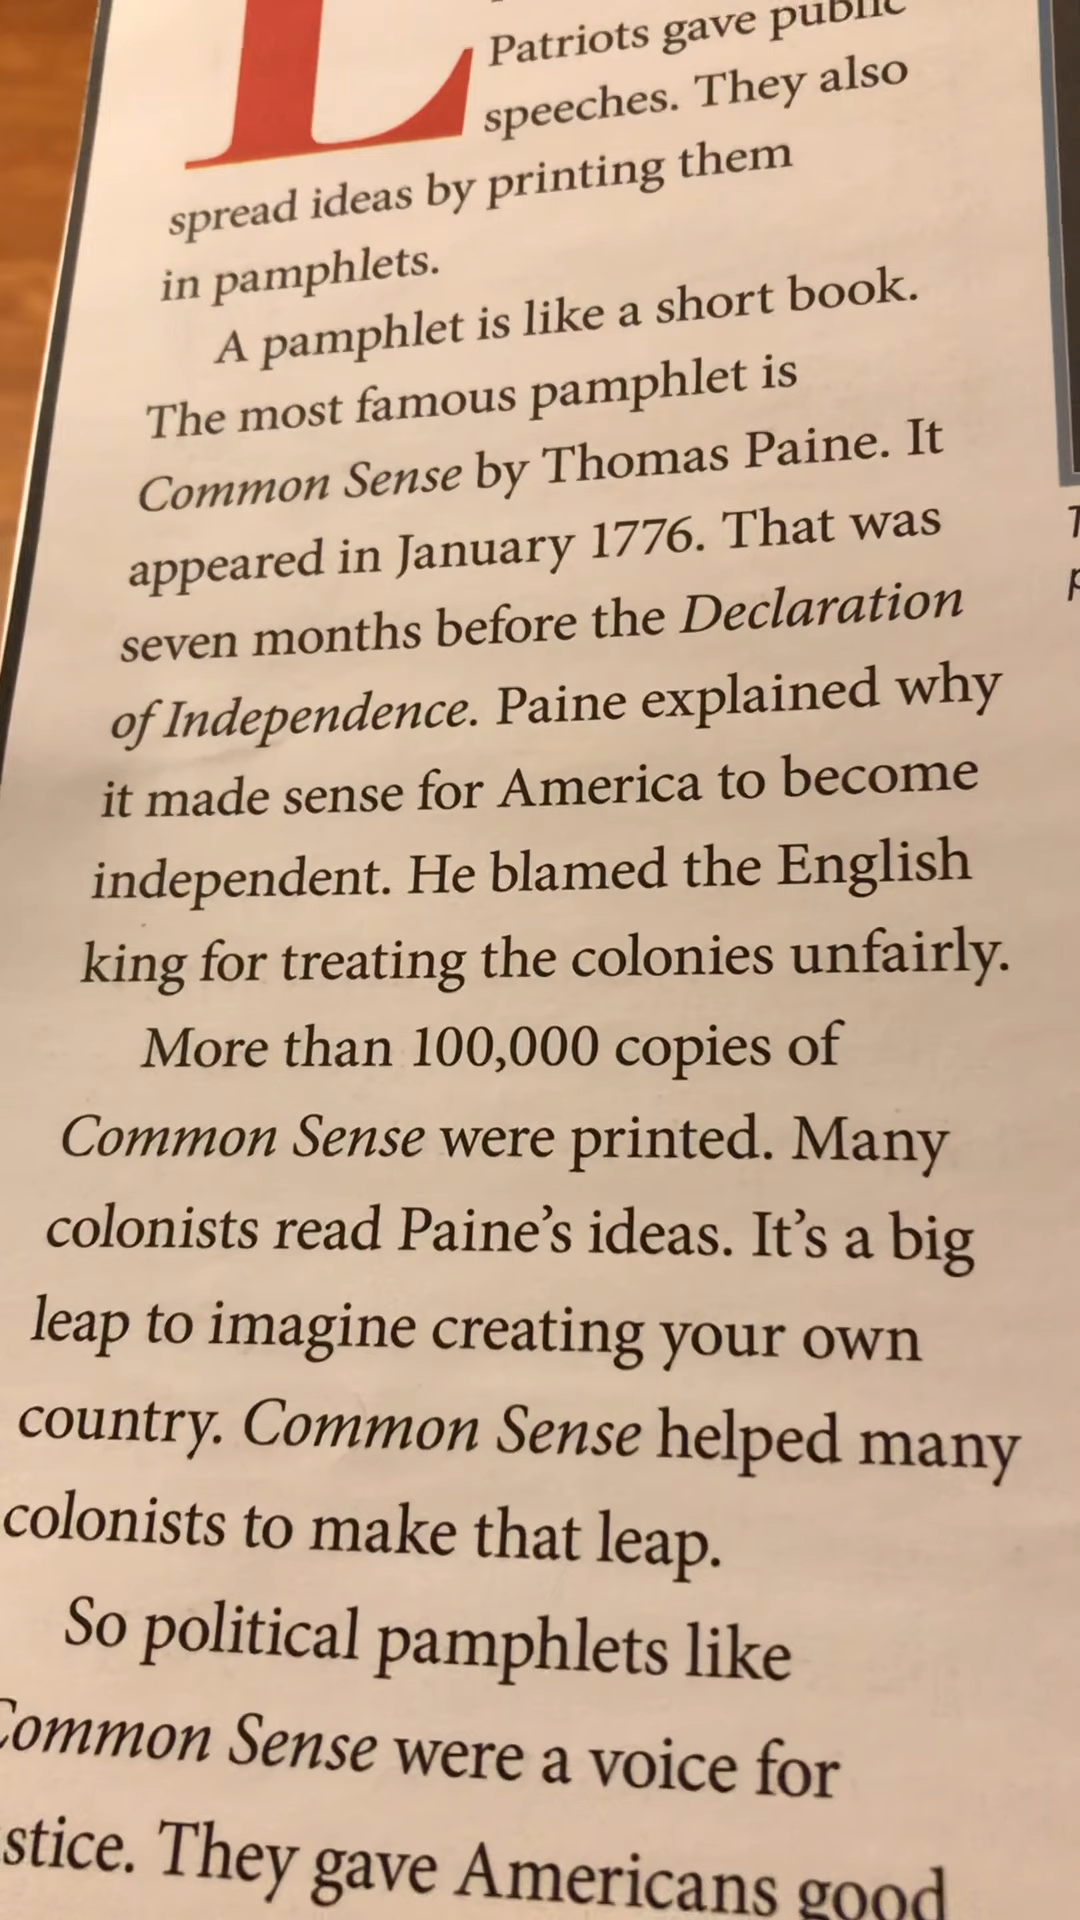 L
Patriots gave public
speeches. They also
spread ideas by printing them
in pamphlets.
A pamphlet is like a short book.
The most famous pamphlet is
Common Sense by Thomas Paine. It
appeared in January 1776. That was
seven months before the Declaration
of Independence. Paine explained why
it made sense for America to become
independent. He blamed the English
king for treating the colonies unfairly.
More than 100,000 copies of
Common Sense were printed. Many
colonists read Paine’s ideas. It’s a big
leap to imagine creating your own
country. Common Sense helped many
colonists to make that leap.
So political pamphlets like
Common Sense were a voice for
stice. They gave Americans good